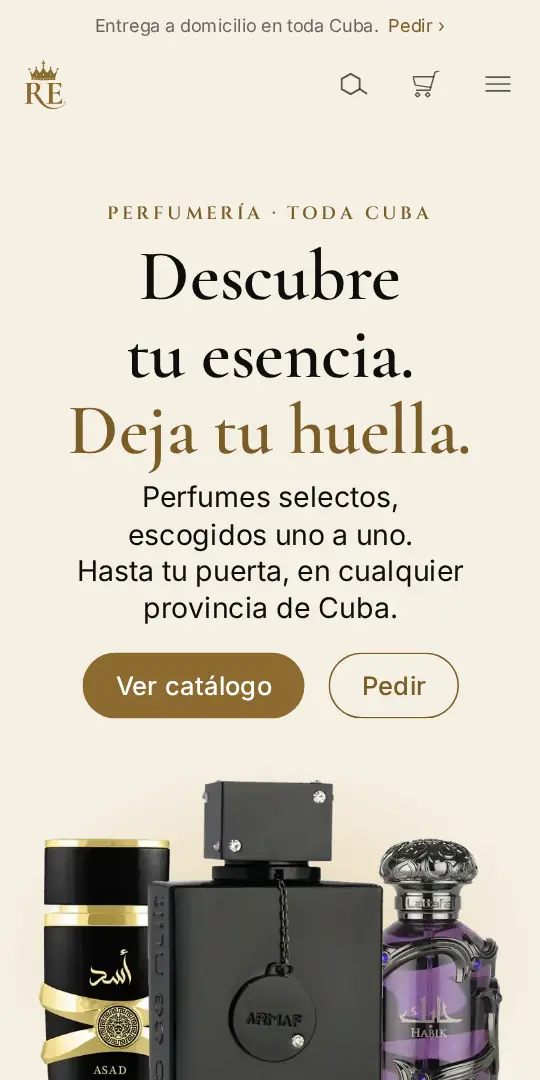 Entrega a domicilio en toda Cuba. Pedir ›
RE
PERFUMERÍA · TODA CUBA
Descubre
tu esencia.
Deja tu huella.
Perfumes selectos,
escogidos uno a uno.
Hasta tu puerta, en cualquier
provincia de Cuba.
Ver catálogo
Pedir
Lattafa
أسد
ARMAF
HABIK
ASAD